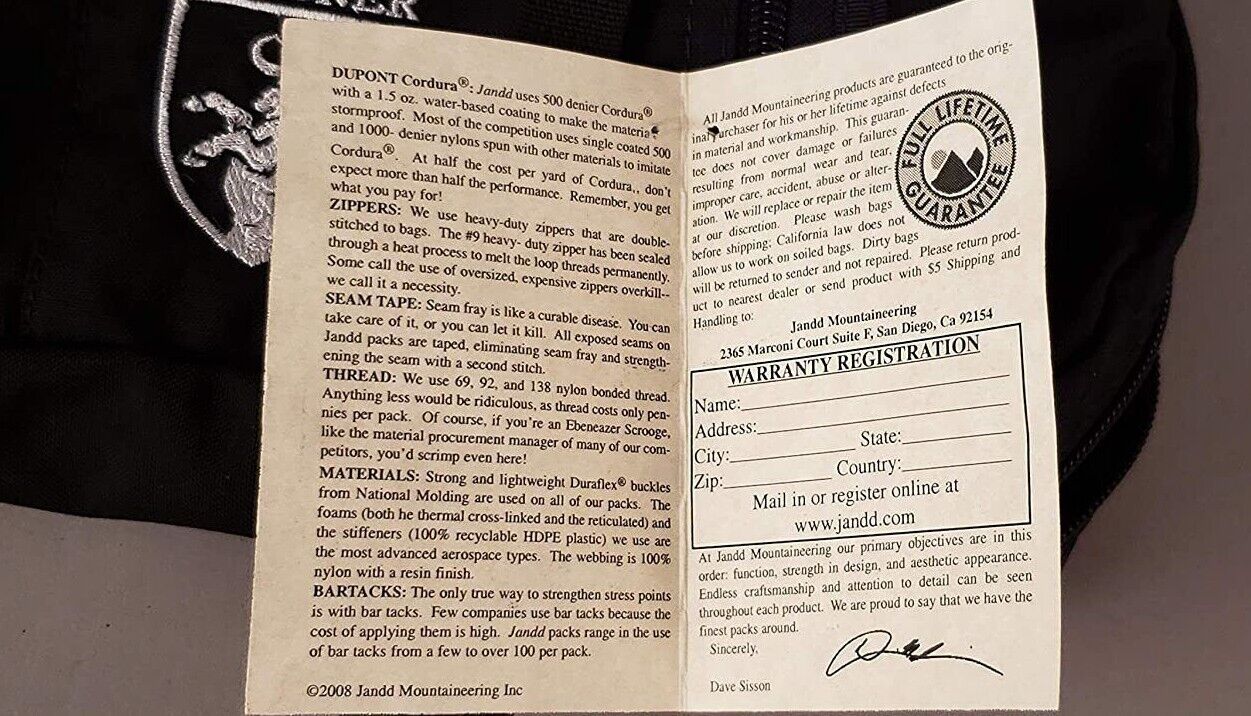 NER
DUPONT Cordura®: Jandd uses 500 denier Cordura®
with a 1.5 oz. water-based coating to make the materia
stormproof. Most of the competition uses single coated 500
and 1000- denier nylons spun with other materials to imitate
Cordura®. At half the cost per yard of Cordura,, don't
expect more than half the performance. Remember, you get
what you pay for!
ZIPPERS: We use heavy-duty zippers that are double-
stitched to bags. The #9 heavy- duty zipper has been sealed
through a heat process to melt the loop threads permanently.
Some call the use of oversized, expensive zippers overkill--
we call it a necessity.
SEAM TAPE: Seam fray is like a curable disease. You can
take care of it, or you can let it kill. All exposed seams on
Jandd packs are taped, eliminating seam fray and strength-
ening the seam with a second stitch.
THREAD: We use 69, 92, and 138 nylon bonded thread.
Anything less would be ridiculous, as thread costs only pen-
nies per pack. Of course, if you're an Ebeneazer Scrooge,
like the material procurement manager of many of our com-
petitors, you'd scrimp even here!
MATERIALS: Strong and lightweight Duraflex® buckles
from National Molding are used on all of our packs. The
foams (both he thermal cross-linked and the reticulated) and
the stiffeners (100% recyclable HDPE plastic) we use are
the most advanced aerospace types. The webbing is 100%
nylon with a resin finish.
BARTACKS: The only true way to strengthen stress points
is with bar tacks. Few companies use bar tacks because the
cost of applying them is high. Jandd packs range in the use
of bar tacks from a few to over 100 per pack.
©2008 Jandd Mountaineering Inc
All Jandd Mountaineering products are guaranteed to the orig-
inal purchaser for his or her lifetime against defects
in material and workmanship. This guaran-
tee does not cover damage or failures
resulting from normal wear and tear,
improper care, accident, abuse or alter-
ation. We will replace or repair the item
at our discretion. Please wash bags
before shipping; California law does not
allow us to work on soiled bags. Dirty bags
will be returned to sender and not repaired. Please return prod-
uct to nearest dealer or send product with $5 Shipping and
Handling to:
FULL LIFETIME
GUARANTEE
Jandd Mountaineering
2365 Marconi Court Suite F, San Diego, Ca 92154
WARRANTY REGISTRATION
Name:
Address:
City: State:
Zip: Country:
Mail in or register online at
www.jandd.com
At Jandd Mountaineering our primary objectives are in this
order: function, strength in design, and aesthetic appearance.
Endless craftsmanship and attention to detail can be seen
throughout each product. We are proud to say that we have the
finest packs around.
Sincerely,
Dave Sisson